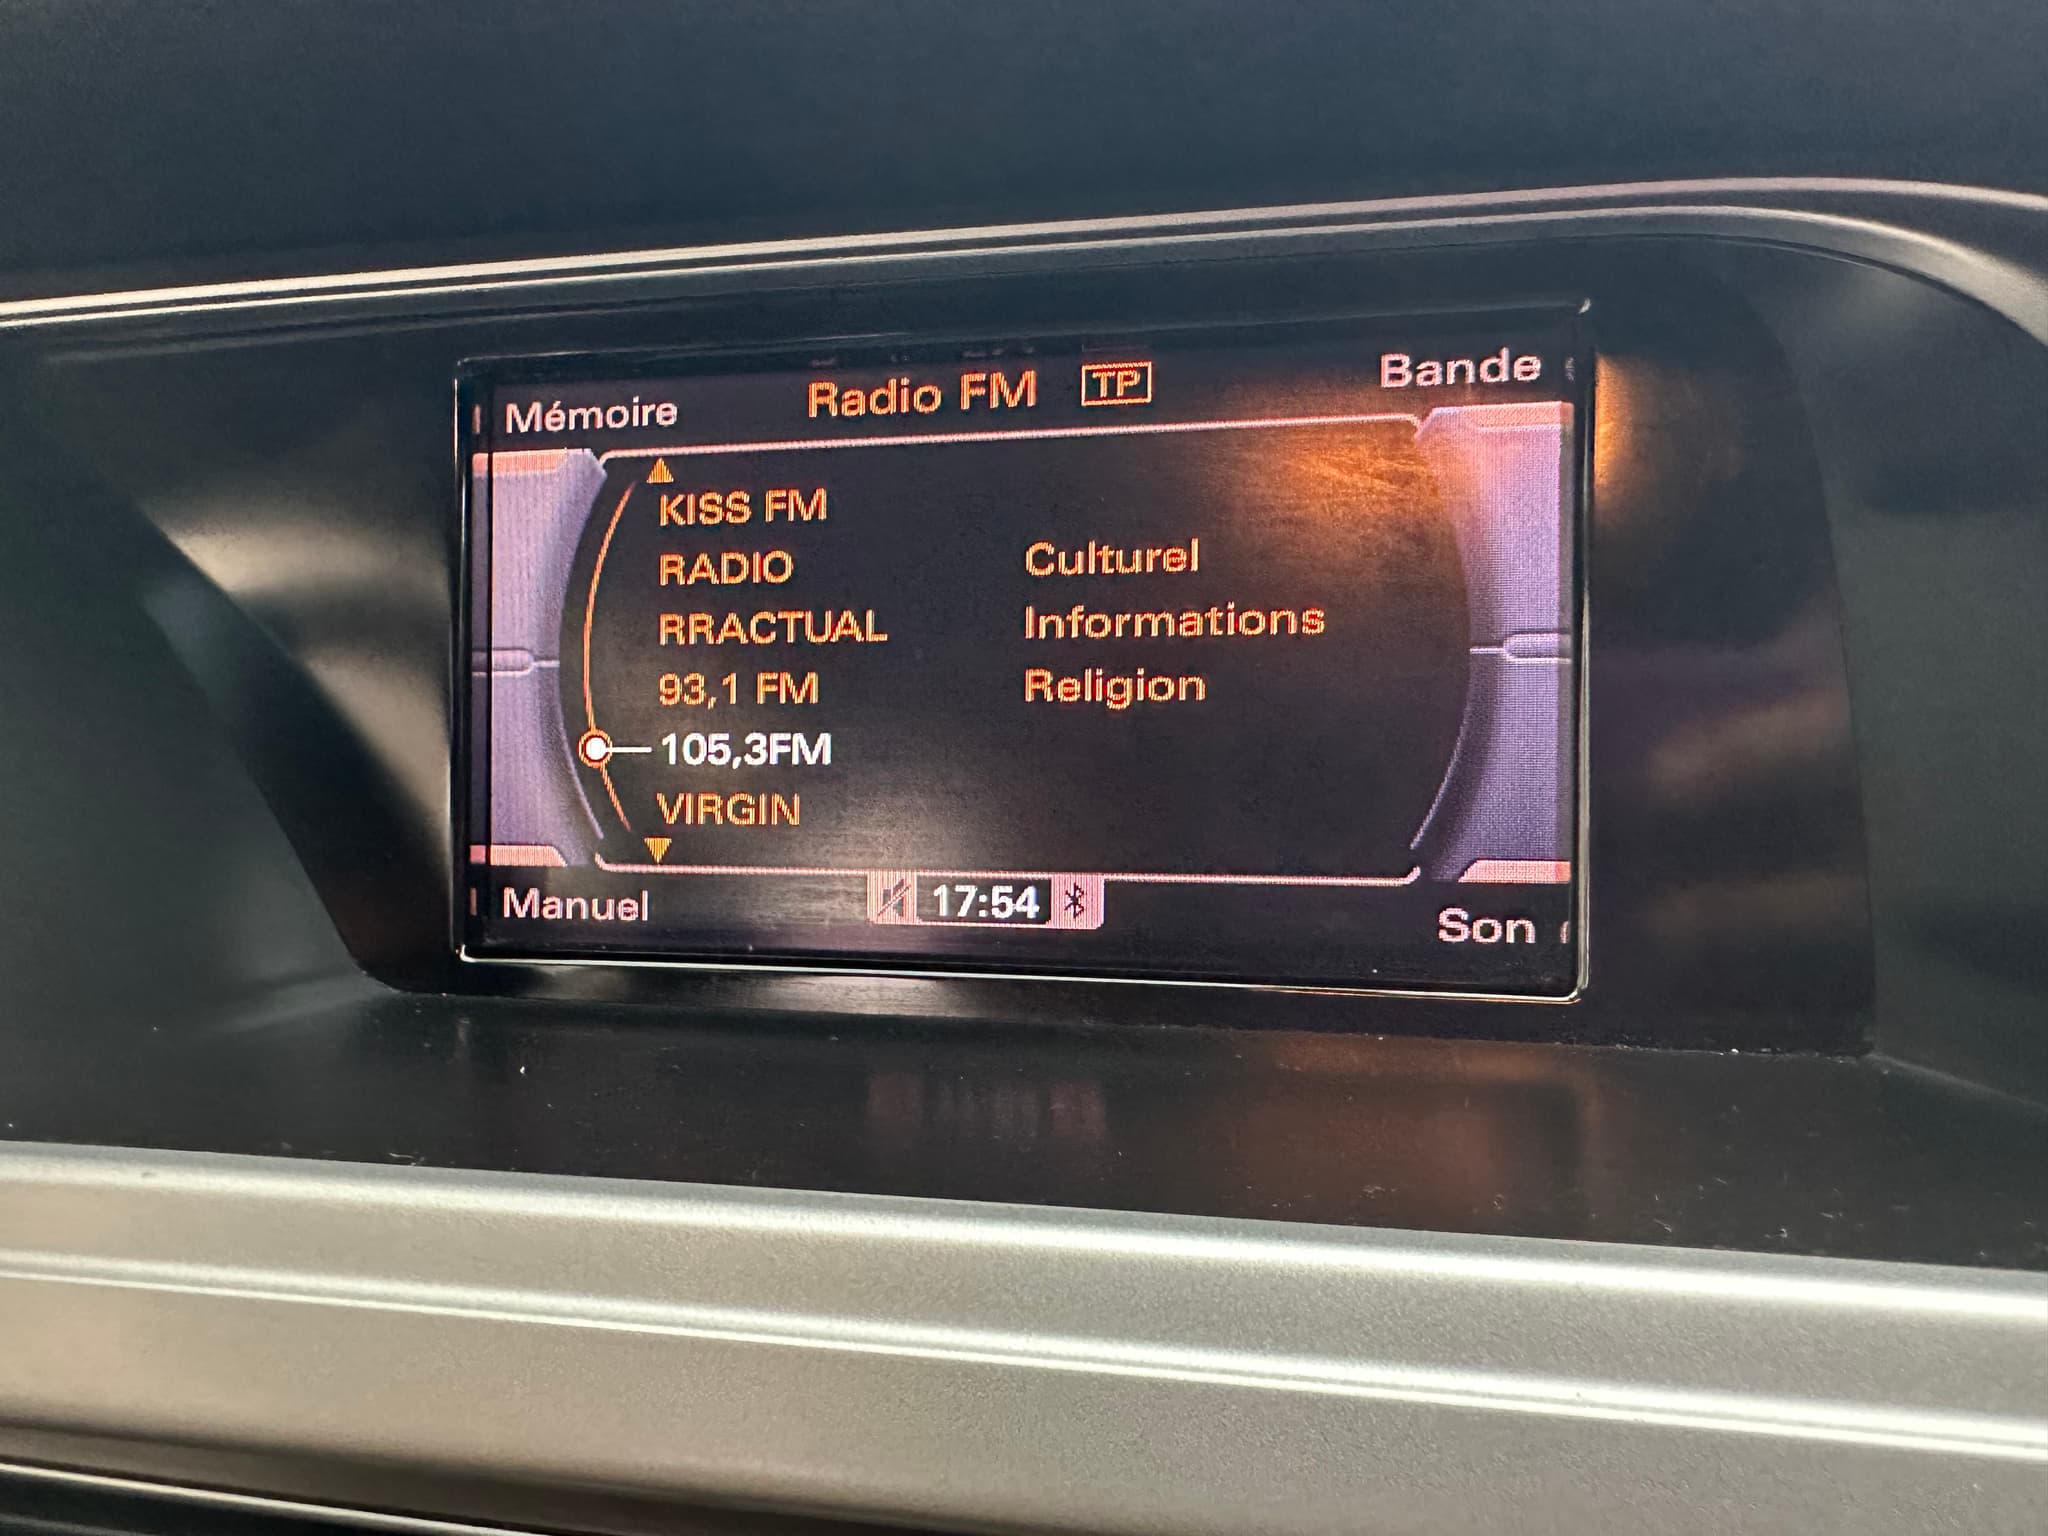 Mémoire
Radio FM TP
Bande
KISS FM
RADIO Culturel
RRACTUAL Informations
93,1 FM Religion
105,3FM
VIRGIN
Manuel
17:54
Son